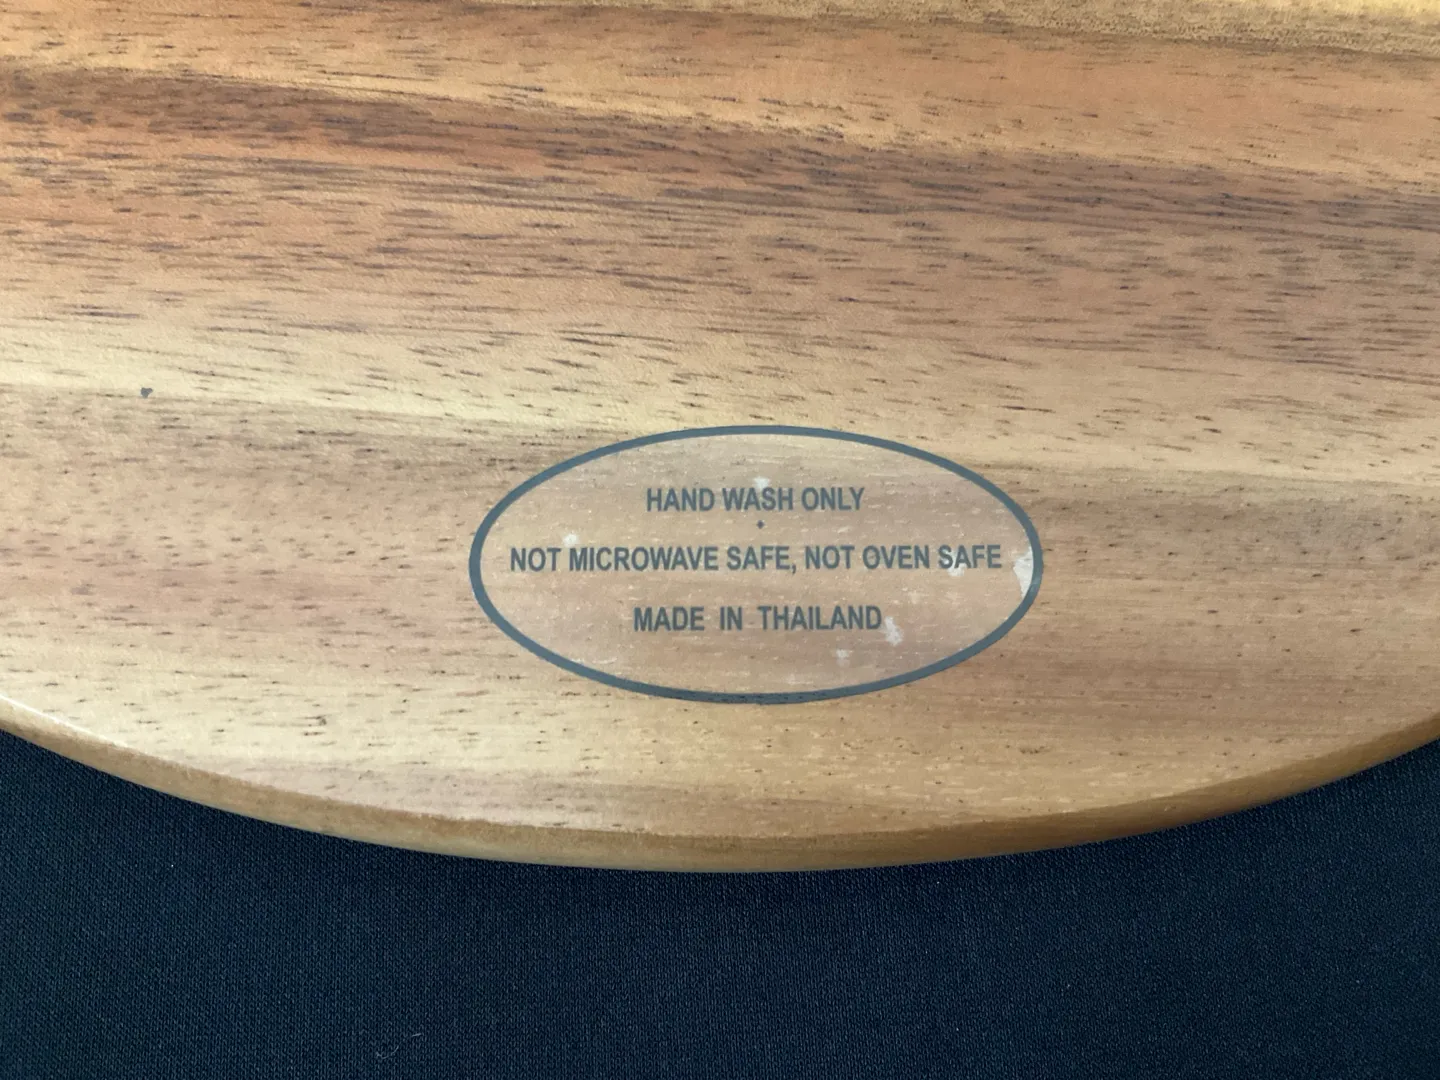 HAND WASH ONLY
NOT MICROWAVE SAFE, NOT OVEN SAFE
MADE IN THAILAND